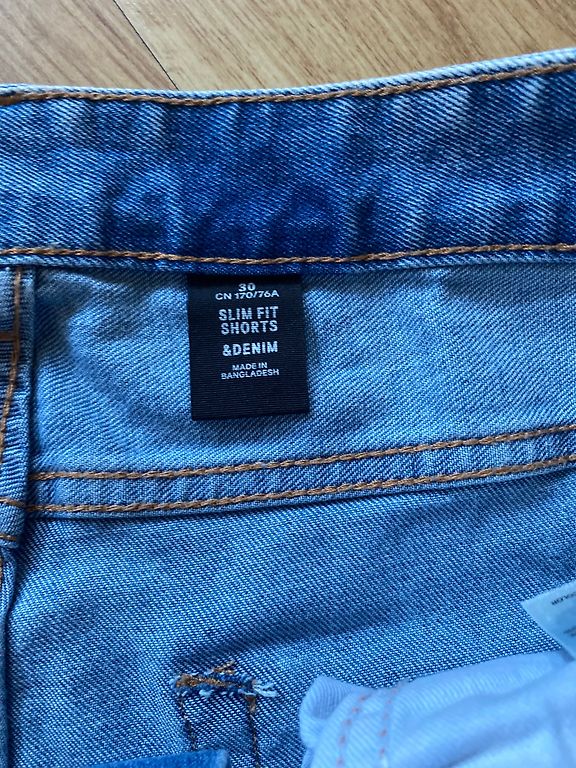 30
CN 170/76A
SLIM FIT
SHORTS
&DENIM
MADE IN
BANGLADESH